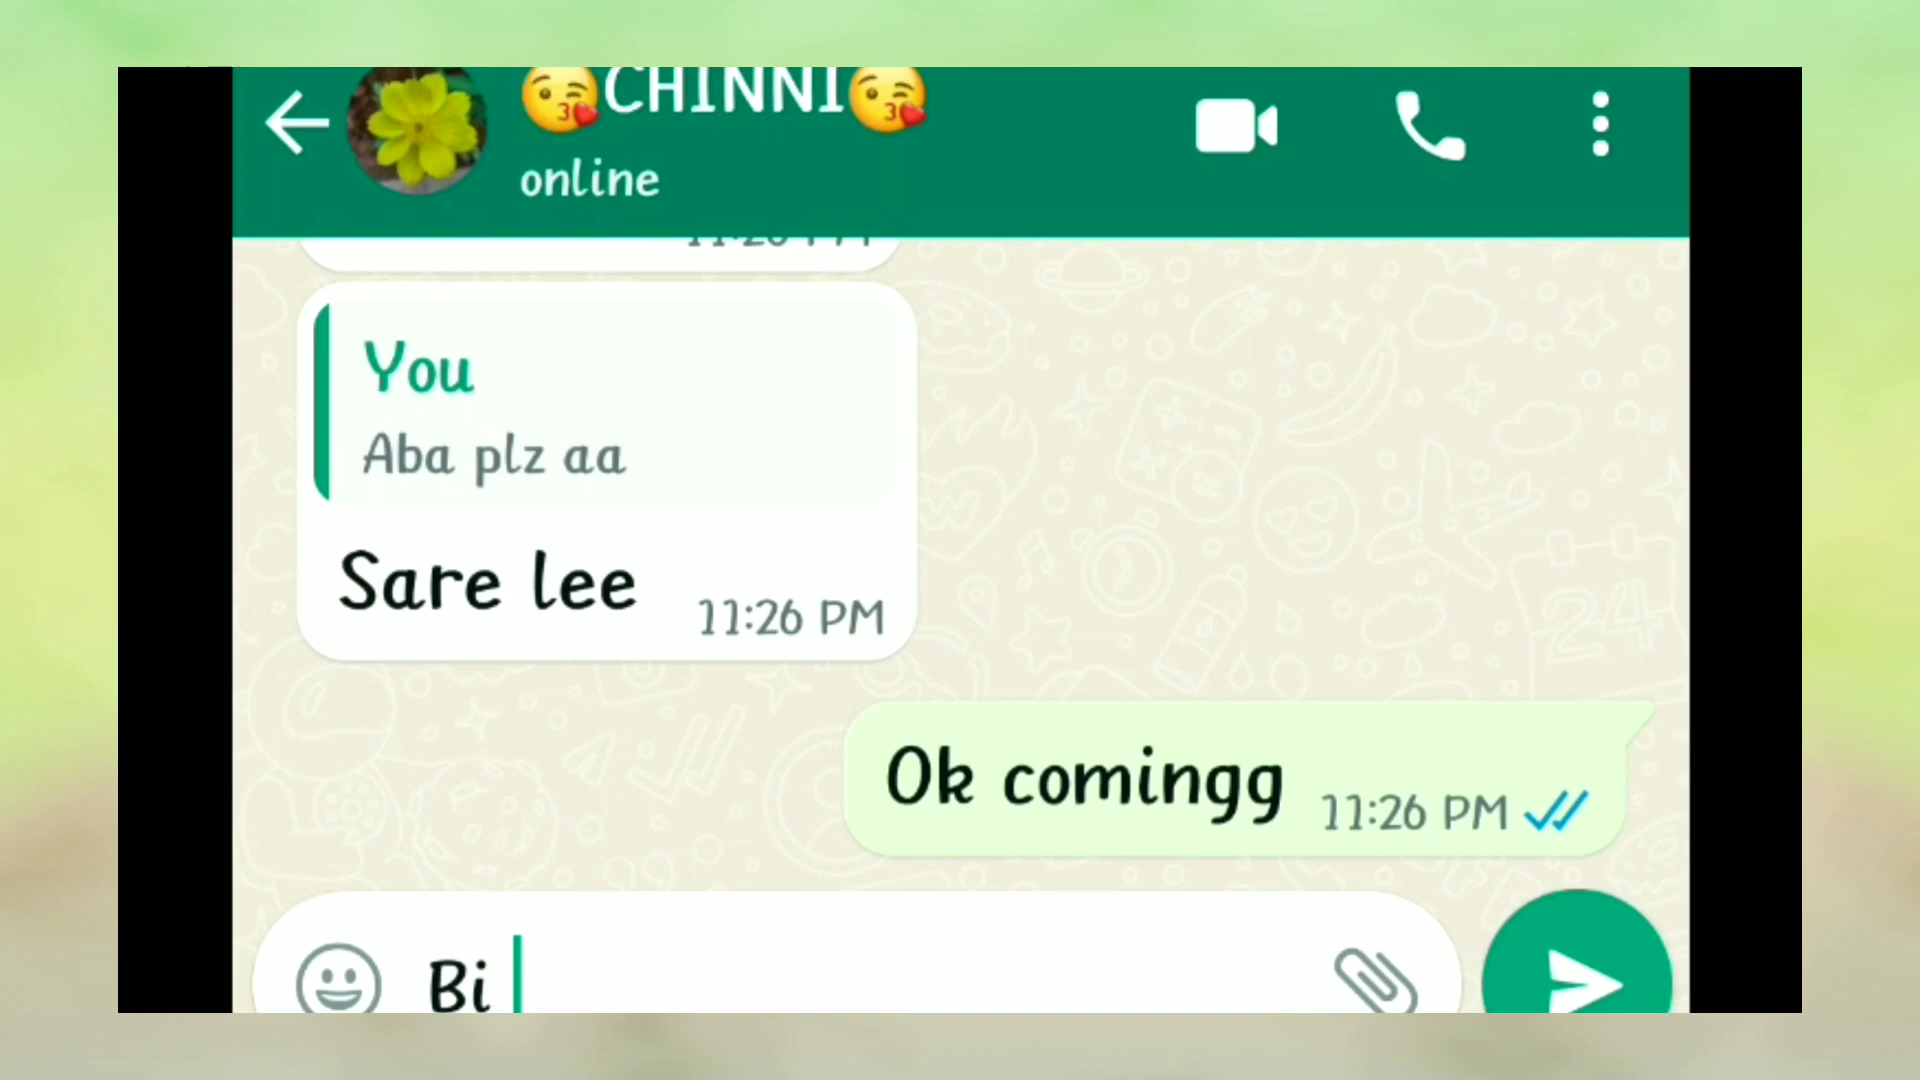 😘CHINNI😘
online
You
Aba plz aa
Sare lee
11:26 PM
Ok comingg
11:26 PM
Bi